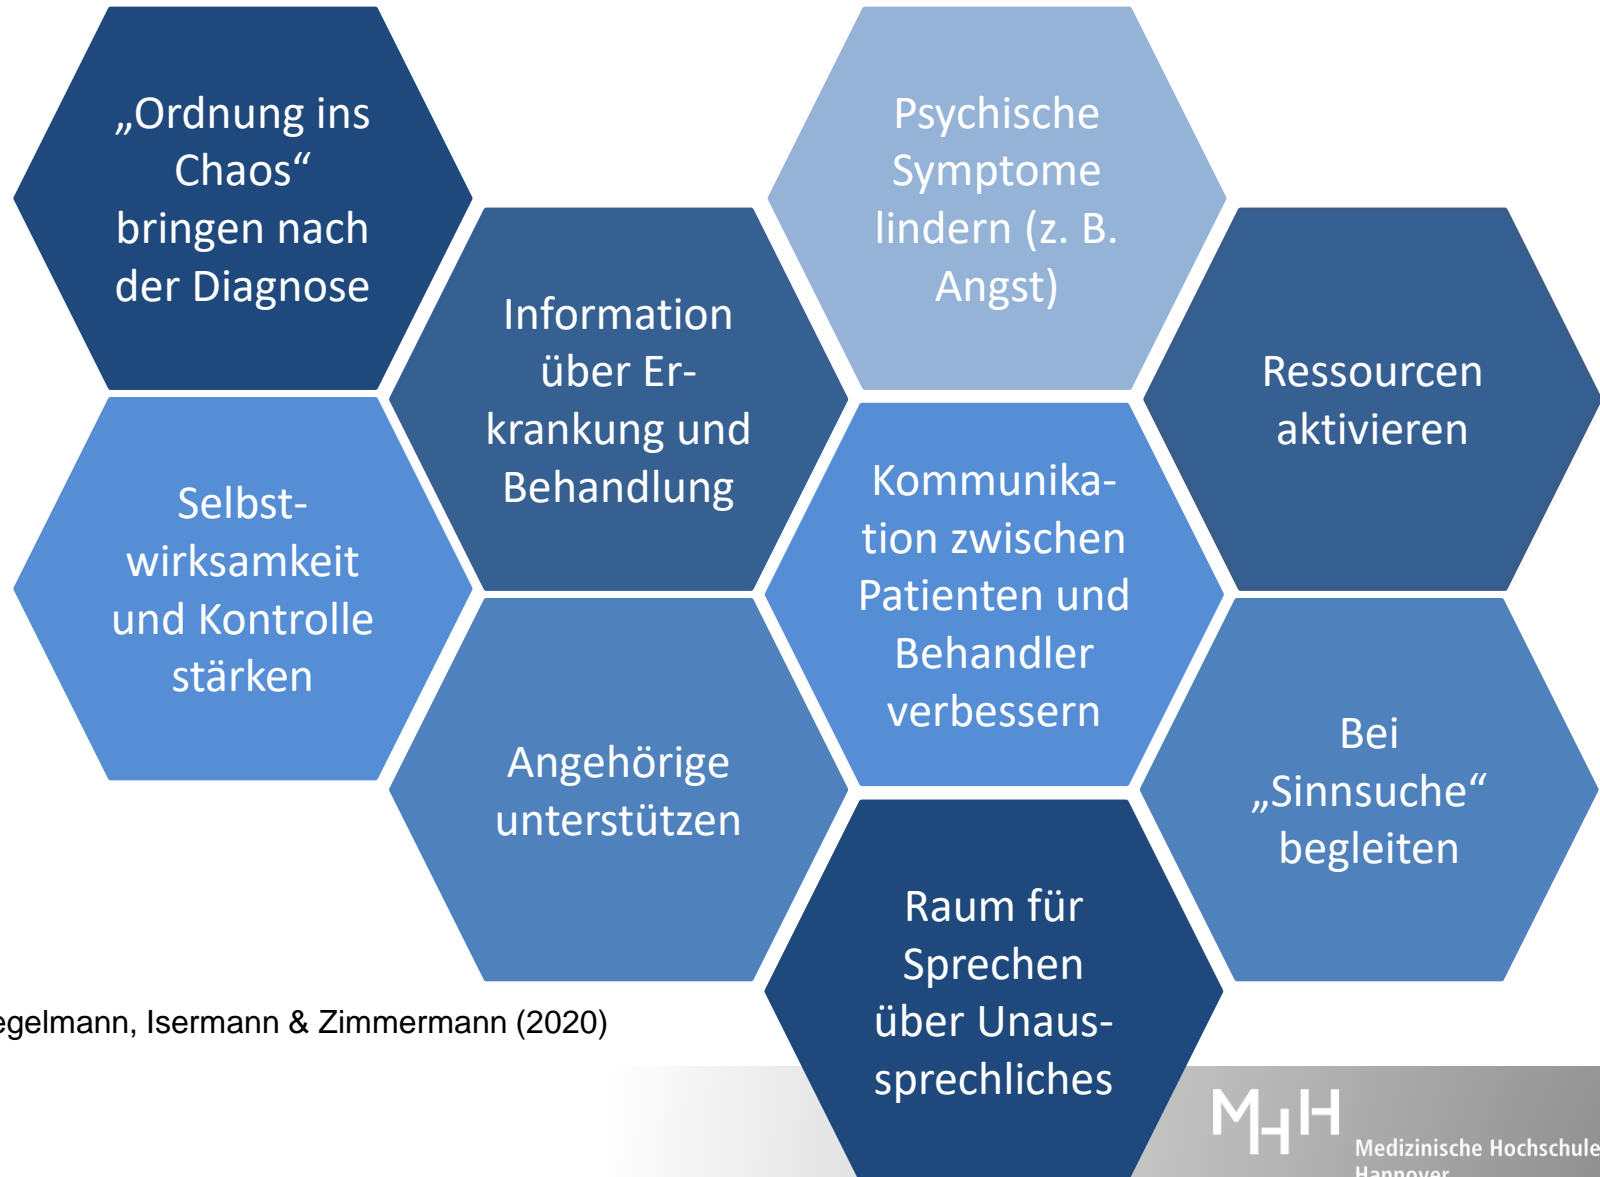 „Ordnung ins
Chaos“
bringen nach
der Diagnose
Psychische
Symptome
lindern (z. B.
Angst)
Information
über Er-
krankung und
Behandlung
Ressourcen
aktivieren
Selbst-
wirksamkeit
und Kontrolle
stärken
Kommunika-
tion zwischen
Patienten und
Behandler
verbessern
Angehörige
unterstützen
Bei
„Sinnsuche“
begleiten
Raum für
Sprechen
über Unaus-
sprechliches
egelmann, Isermann & Zimmermann (2020)
MHH
Medizinische Hochschule
Hannover